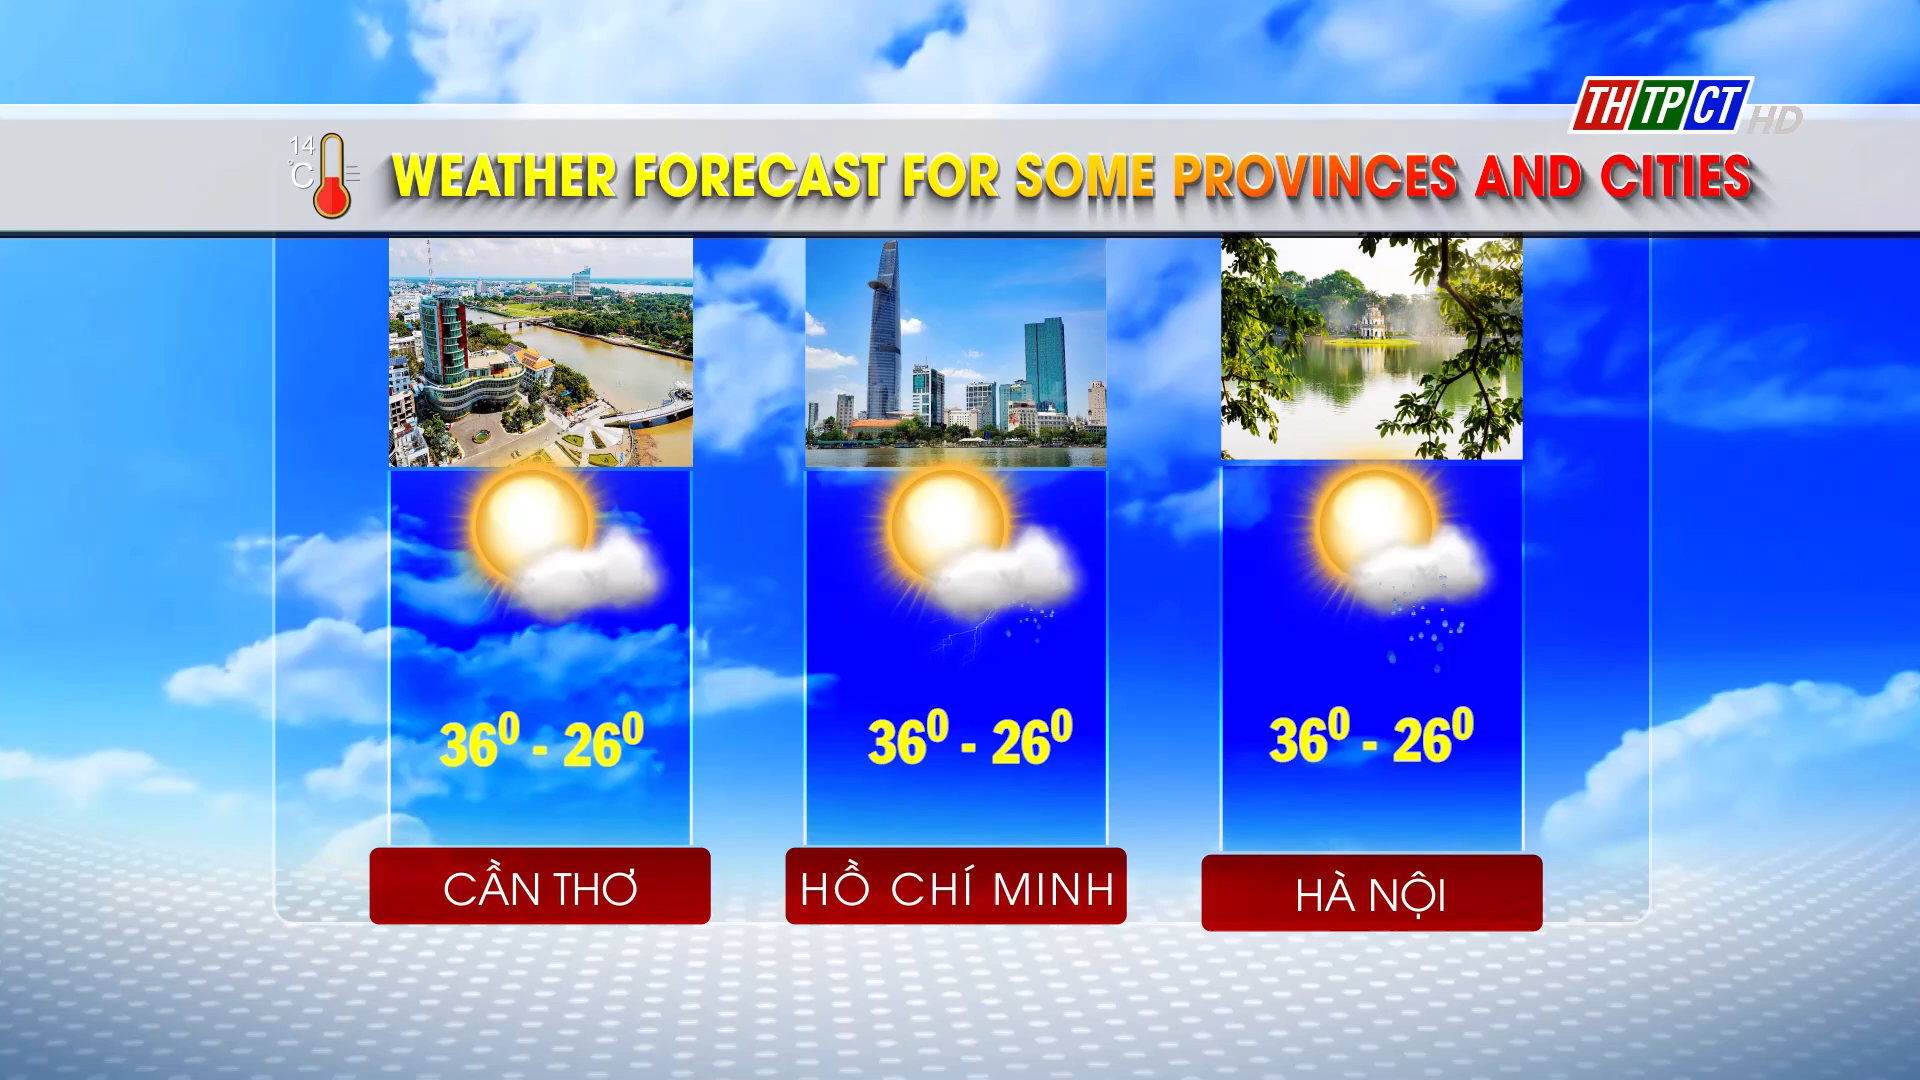 THTPCT HD
14
°C
WEATHER FORECAST FOR SOME PROVINCES AND CITIES
36⁰ - 26⁰
36⁰ - 26⁰
36⁰ - 26⁰
CẦN THƠ
HỒ CHÍ MINH
HÀ NỘI